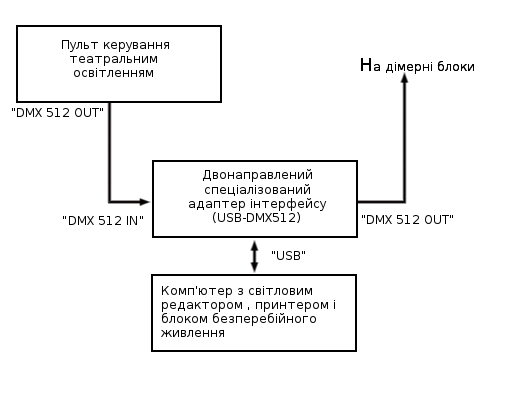 Пульт керування
театральним
освітленням
На дімерні блоки
"DMX 512 OUT"
Двонаправлений
спеціалізований
адаптер інтерфейсу
(USB-DMX512)
"DMX 512 IN"
"DMX 512 OUT"
"USB"
Комп'ютер з світловим
редактором , принтером і
блоком безперебійного
живлення